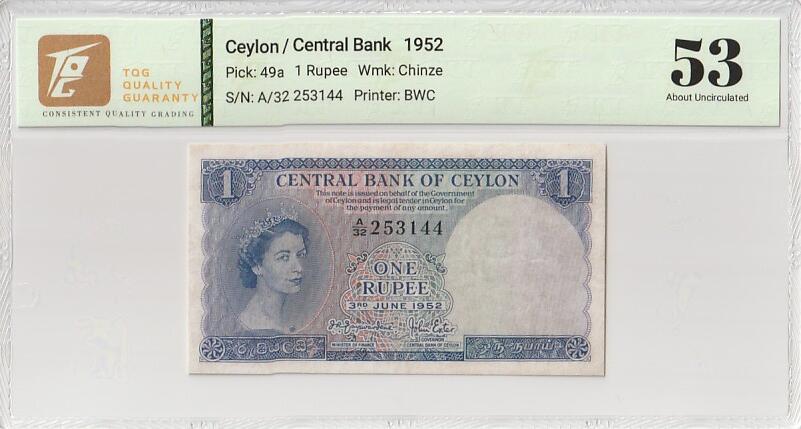 Ceylon / Central Bank 1952
Pick: 49a 1 Rupee Wmk: Chinze
S/N: A/32 253144 Printer: BWC
53
About Uncirculated
TQG
QUALITY
GUARANTY
CONSISTENT QUALITY GRADING
1 CENTRAL BANK OF CEYLON 1
This note is issued on behalf of the Government
of Ceylon and is legal tender in Ceylon for
the payment of any amount.
A/32 253144
ONE
RUPEE
3RD JUNE 1952
MINISTER OF FINANCE
GOVERNOR
CENTRAL BANK OF CEYLON
රුපියලයි
ஒரு ரூபாய்